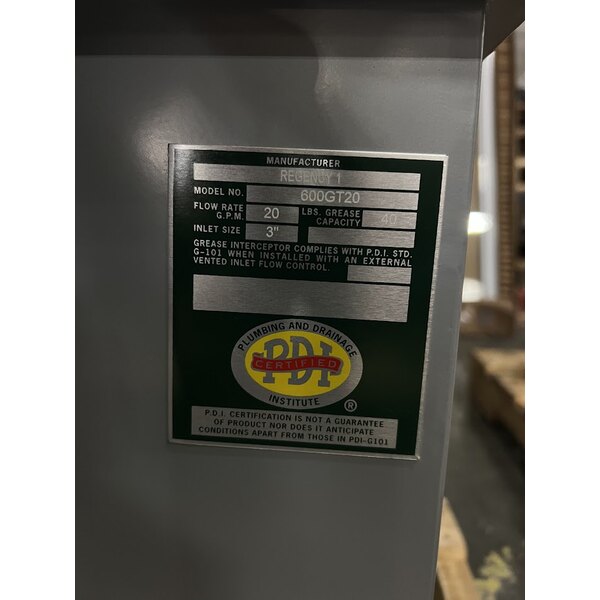 MANUFACTURER
REGENCY 1
MODEL NO. 600GT20
FLOW RATE G.P.M. 20 LBS. GREASE CAPACITY 40
INLET SIZE 3"
GREASE INTERCEPTOR COMPLIES WITH P.D.I. STD.
G-101 WHEN INSTALLED WITH AN EXTERNAL
VENTED INLET FLOW CONTROL.
PLUMBING AND DRAINAGE
PDI
CERTIFIED
INSTITUTE
®
P.D.I. CERTIFICATION IS NOT A GUARANTEE
OF PRODUCT NOR DOES IT ANTICIPATE
CONDITIONS APART FROM THOSE IN PDI-G101